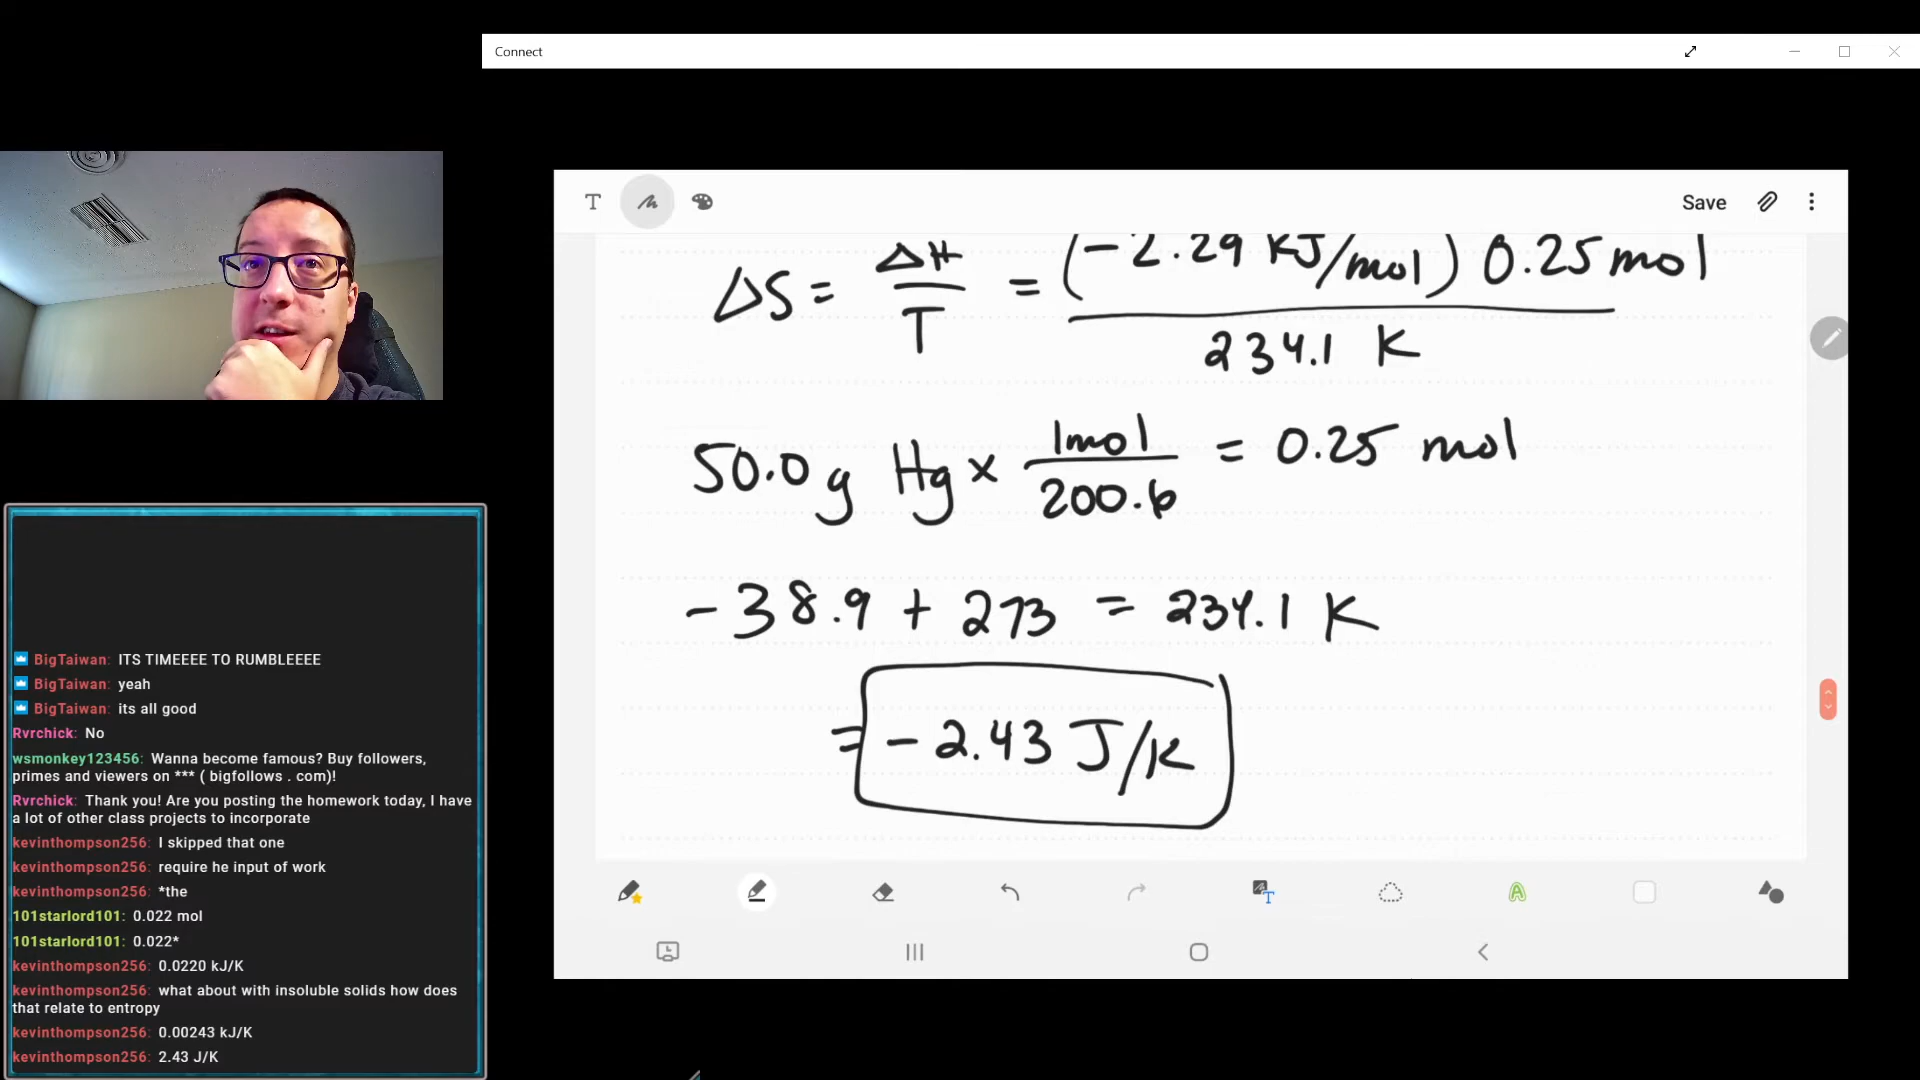 Connect
T
Save
ΔS = ΔH/T = (-2.29 KJ/mol) 0.25 mol / 234.1 K
50.0g Hg × 1mol/200.6 = 0.25 mol
-38.9 + 273 = 234.1 K
= -2.43 J/K
BigTaiwan: ITS TIMEEEE TO RUMBLEEEE
BigTaiwan: yeah
BigTaiwan: its all good
Rvrchick: No
wsmonkey123456: Wanna become famous? Buy followers,
primes and viewers on *** ( bigfollows . com)!
Rvrchick: Thank you! Are you posting the homework today, I have
a lot of other class projects to incorporate
kevinthompson256: I skipped that one
kevinthompson256: require he input of work
kevinthompson256: *the
101starlord101: 0.022 mol
101starlord101: 0.022*
kevinthompson256: 0.0220 kJ/K
kevinthompson256: what about with insoluble solids how does
that relate to entropy
kevinthompson256: 0.00243 kJ/K
kevinthompson256: 2.43 J/K
T
A